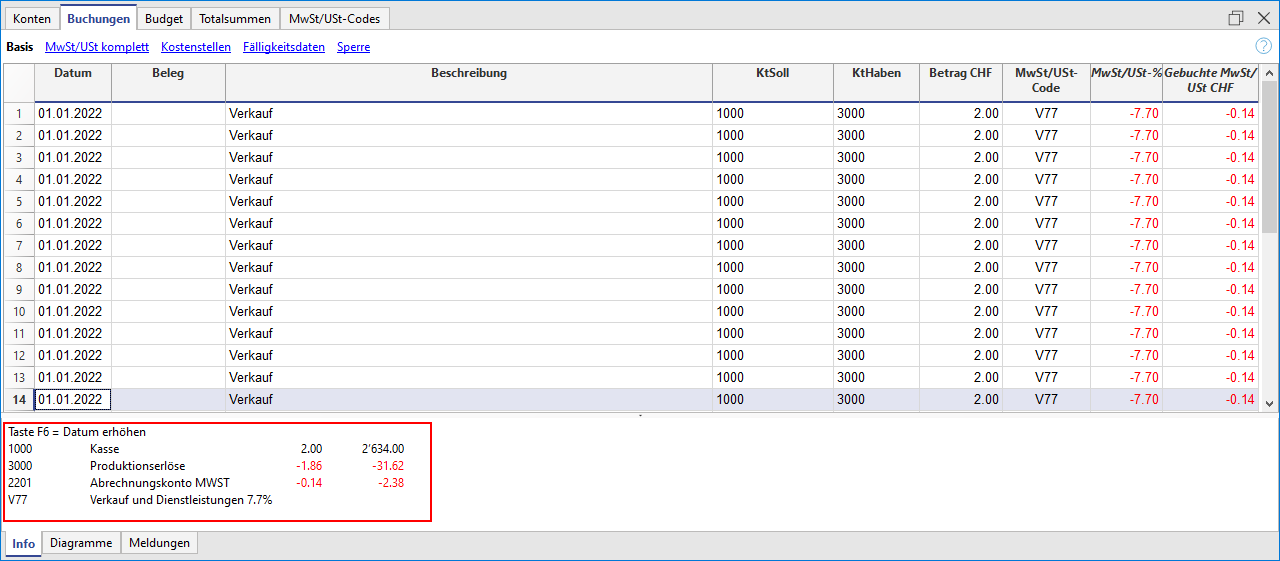 Konten Buchungen Budget Totalsummen MwSt/USt-Codes
Basis MwSt/USt komplett Kostenstellen Fälligkeitsdaten Sperre ?
Datum Beleg Beschreibung KtSoll KtHaben Betrag CHF MwSt/USt- MwSt/USt-% Gebuchte MwSt/
Code USt CHF
1 01.01.2022 Verkauf 1000 3000 2.00 V77 -7.70 -0.14
2 01.01.2022 Verkauf 1000 3000 2.00 V77 -7.70 -0.14
3 01.01.2022 Verkauf 1000 3000 2.00 V77 -7.70 -0.14
4 01.01.2022 Verkauf 1000 3000 2.00 V77 -7.70 -0.14
5 01.01.2022 Verkauf 1000 3000 2.00 V77 -7.70 -0.14
6 01.01.2022 Verkauf 1000 3000 2.00 V77 -7.70 -0.14
7 01.01.2022 Verkauf 1000 3000 2.00 V77 -7.70 -0.14
8 01.01.2022 Verkauf 1000 3000 2.00 V77 -7.70 -0.14
9 01.01.2022 Verkauf 1000 3000 2.00 V77 -7.70 -0.14
10 01.01.2022 Verkauf 1000 3000 2.00 V77 -7.70 -0.14
11 01.01.2022 Verkauf 1000 3000 2.00 V77 -7.70 -0.14
12 01.01.2022 Verkauf 1000 3000 2.00 V77 -7.70 -0.14
13 01.01.2022 Verkauf 1000 3000 2.00 V77 -7.70 -0.14
14 01.01.2022 Verkauf 1000 3000 2.00 V77 -7.70 -0.14
Taste F6 = Datum erhöhen
1000 Kasse 2.00 2'634.00
3000 Produktionserlöse -1.86 -31.62
2201 Abrechnungskonto MWST -0.14 -2.38
V77 Verkauf und Dienstleistungen 7.7%
Info Diagramme Meldungen